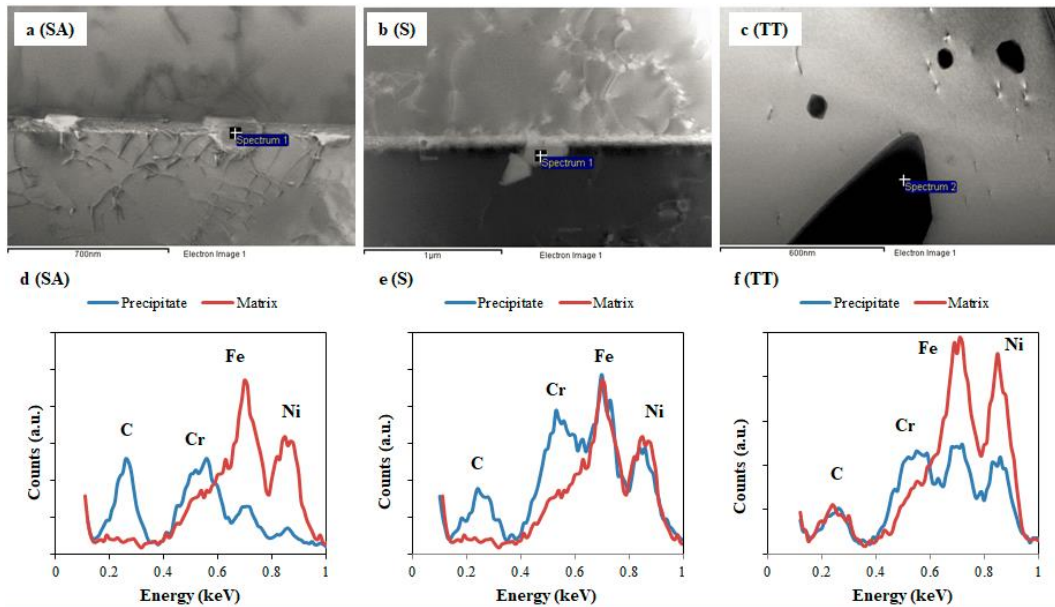 a (SA)
b (S)
c (TT)
Spectrum 1
Spectrum 1
Spectrum 2
700nm Electron Image 1
1µm Electron Image 1
600nm Electron Image 1
d (SA)
e (S)
f (TT)
Precipitate Matrix
Precipitate Matrix
Precipitate Matrix
Counts (a.u.)
C
Cr
Fe
Ni
0 0.2 0.4 0.6 0.8 1
Energy (keV)
Counts (a.u.)
C
Cr
Fe
Ni
0 0.2 0.4 0.6 0.8 1
Energy (keV)
Counts (a.u.)
C
Cr
Fe
Ni
0 0.2 0.4 0.6 0.8 1
Energy (keV)